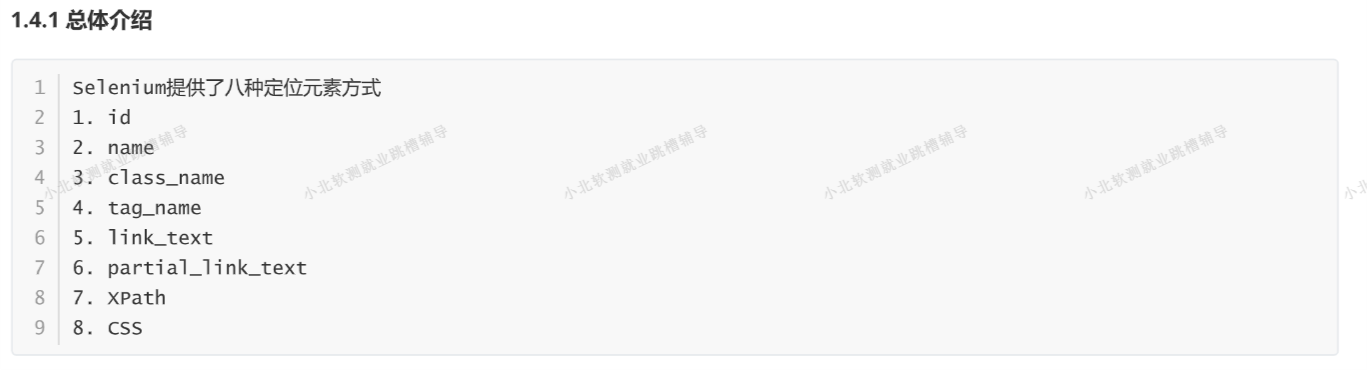 1.4.1 总体介绍
1 Selenium提供了八种定位元素方式
2 1. id
3 2. name
4 3. class_name
5 4. tag_name
6 5. link_text
7 6. partial_link_text
8 7. XPath
9 8. CSS
小北软测就业跳槽辅导
小北软测就业跳槽辅导
小北软测就业跳槽辅导
小北软测就业跳槽辅导
小北软测就业跳槽辅导
小北